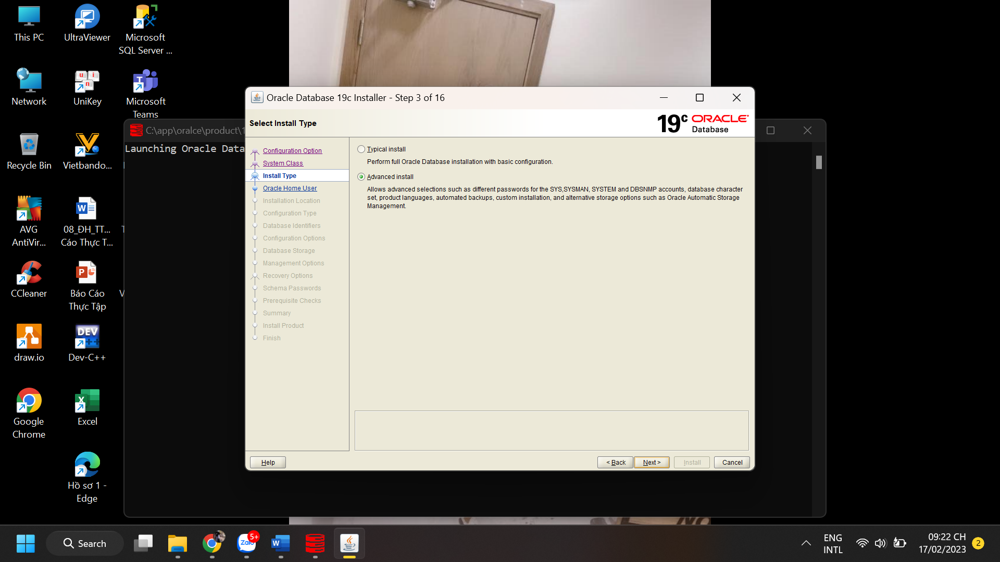 This PC
UltraViewer
Microsoft
SQL Server ...
Network
UniKey
Microsoft
Teams
Recycle Bin
Vietbando...
AVG
AntiVir...
08_ĐH_TT...
Cáo Thực T...
CCleaner
Báo Cáo
Thực Tập
draw.io
DEV
Dev-C++
Google
Chrome
Excel
Hồ sơ 1 -
Edge
C:\app\oralce\product\1
Launching Oracle Data
Oracle Database 19c Installer - Step 3 of 16
Select Install Type
19c ORACLE
Database
Configuration Option
System Class
Install Type
Oracle Home User
Installation Location
Configuration Type
Database Identifiers
Configuration Options
Database Storage
Management Options
Recovery Options
Schema Passwords
Prerequisite Checks
Summary
Install Product
Finish
Typical install
Perform full Oracle Database installation with basic configuration.
Advanced install
Allows advanced selections such as different passwords for the SYS,SYSMAN, SYSTEM and DBSNMP accounts, database character
set, product languages, automated backups, custom installation, and alternative storage options such as Oracle Automatic Storage
Management.
Help
< Back
Next >
Install
Cancel
Search
5+
Zalo
ENG
INTL
09:22 CH
17/02/2023
2